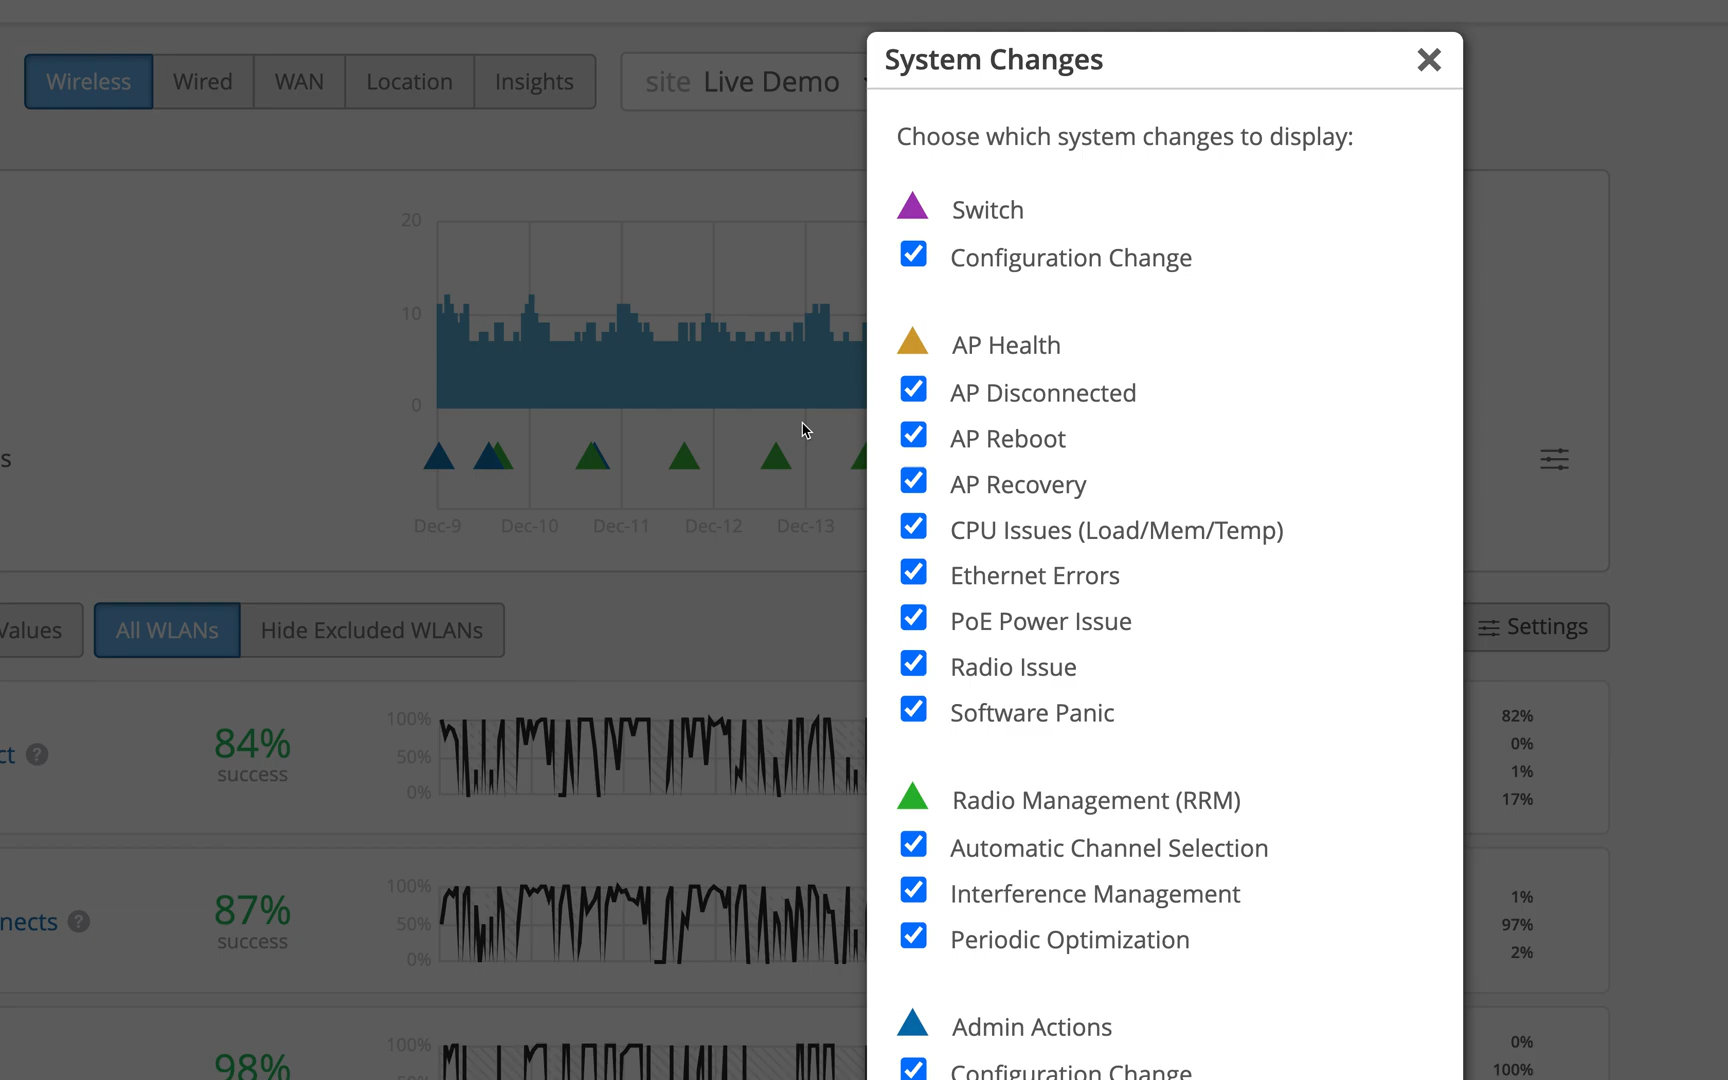 Wireless Wired WAN Location Insights site Live Demo
20
10
0
s
Dec-9 Dec-10 Dec-11 Dec-12 Dec-13
Values All WLANs Hide Excluded WLANs
Settings
ct ?
84%
success
100%
50%
0%
82%
0%
1%
17%
nects ?
87%
success
100%
50%
0%
1%
97%
2%
98%
100%
50%
0%
100%
System Changes
Choose which system changes to display:
Switch
Configuration Change
AP Health
AP Disconnected
AP Reboot
AP Recovery
CPU Issues (Load/Mem/Temp)
Ethernet Errors
PoE Power Issue
Radio Issue
Software Panic
Radio Management (RRM)
Automatic Channel Selection
Interference Management
Periodic Optimization
Admin Actions
Configuration Change